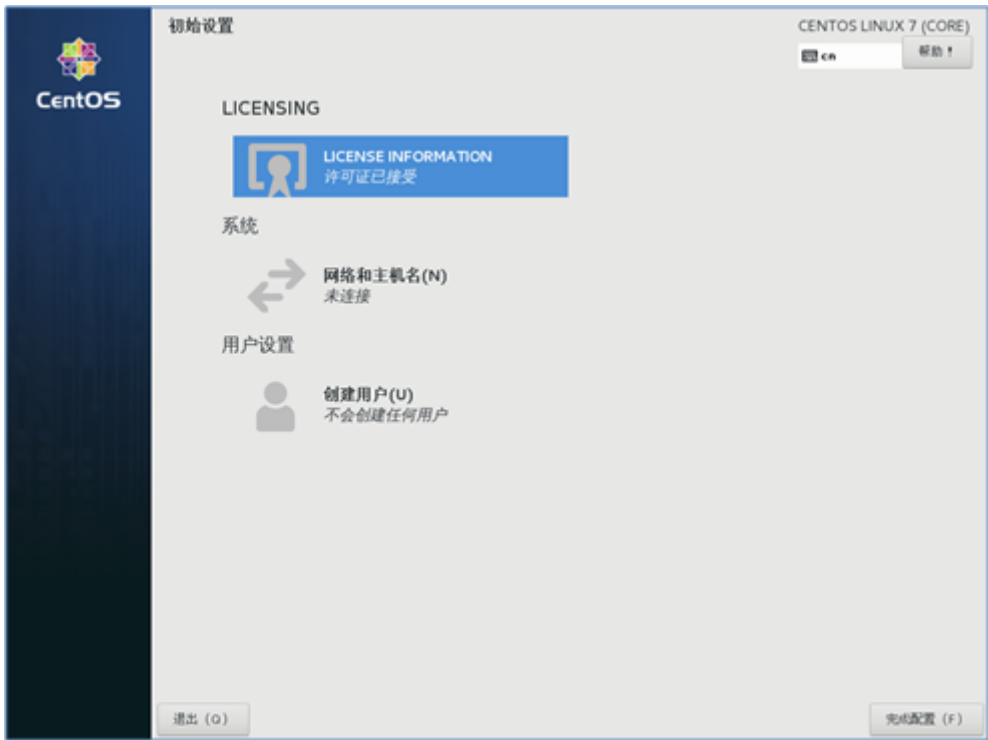 初始设置
CENTOS LINUX 7 (CORE)
cn
帮助！
CentOS
LICENSING
LICENSE INFORMATION
许可证已接受
系统
网络和主机名(N)
未连接
用户设置
创建用户(U)
不会创建任何用户
退出 (Q)
完成配置 (F)